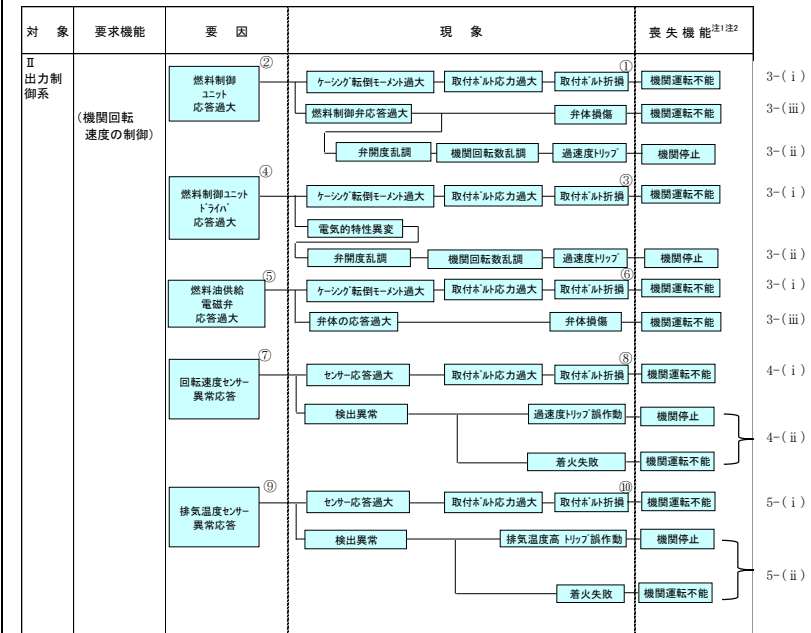 対　象　要求機能　要　因　現　象　喪失機能注1注2
Ⅱ
出力制
御系
(機関回転
速度の制御)
②
燃料制御
ユニット
応答過大
ケーシング転倒モーメント過大　取付ボルト応力過大　①　取付ボルト折損　機関運転不能　3-(ⅰ)
燃料制御弁応答過大　弁体損傷　機関運転不能　3-(ⅲ)
弁開度乱調　機関回転数乱調　過速度トリップ　機関停止　3-(ⅱ)
④
燃料制御ユニット
ドライバ
応答過大
ケーシング転倒モーメント過大　取付ボルト応力過大　③　取付ボルト折損　機関運転不能　3-(ⅰ)
電気的特性異変
弁開度乱調　機関回転数乱調　過速度トリップ　機関停止　3-(ⅱ)
⑤
燃料油供給
電磁弁
応答過大
ケーシング転倒モーメント過大　取付ボルト応力過大　⑥　取付ボルト折損　機関運転不能　3-(ⅰ)
弁体の応答過大　弁体損傷　機関運転不能　3-(ⅲ)
⑦
回転速度センサー
異常応答
センサー応答過大　取付ボルト応力過大　⑧　取付ボルト折損　機関運転不能　4-(ⅰ)
検出異常　過速度トリップ誤作動　機関停止
4-(ⅱ)
着火失敗　機関運転不能
⑨
排気温度センサー
異常応答
センサー応答過大　取付ボルト応力過大　⑩　取付ボルト折損　機関運転不能　5-(ⅰ)
検出異常　排気温度高 トリップ誤作動　機関停止
5-(ⅱ)
着火失敗　機関運転不能